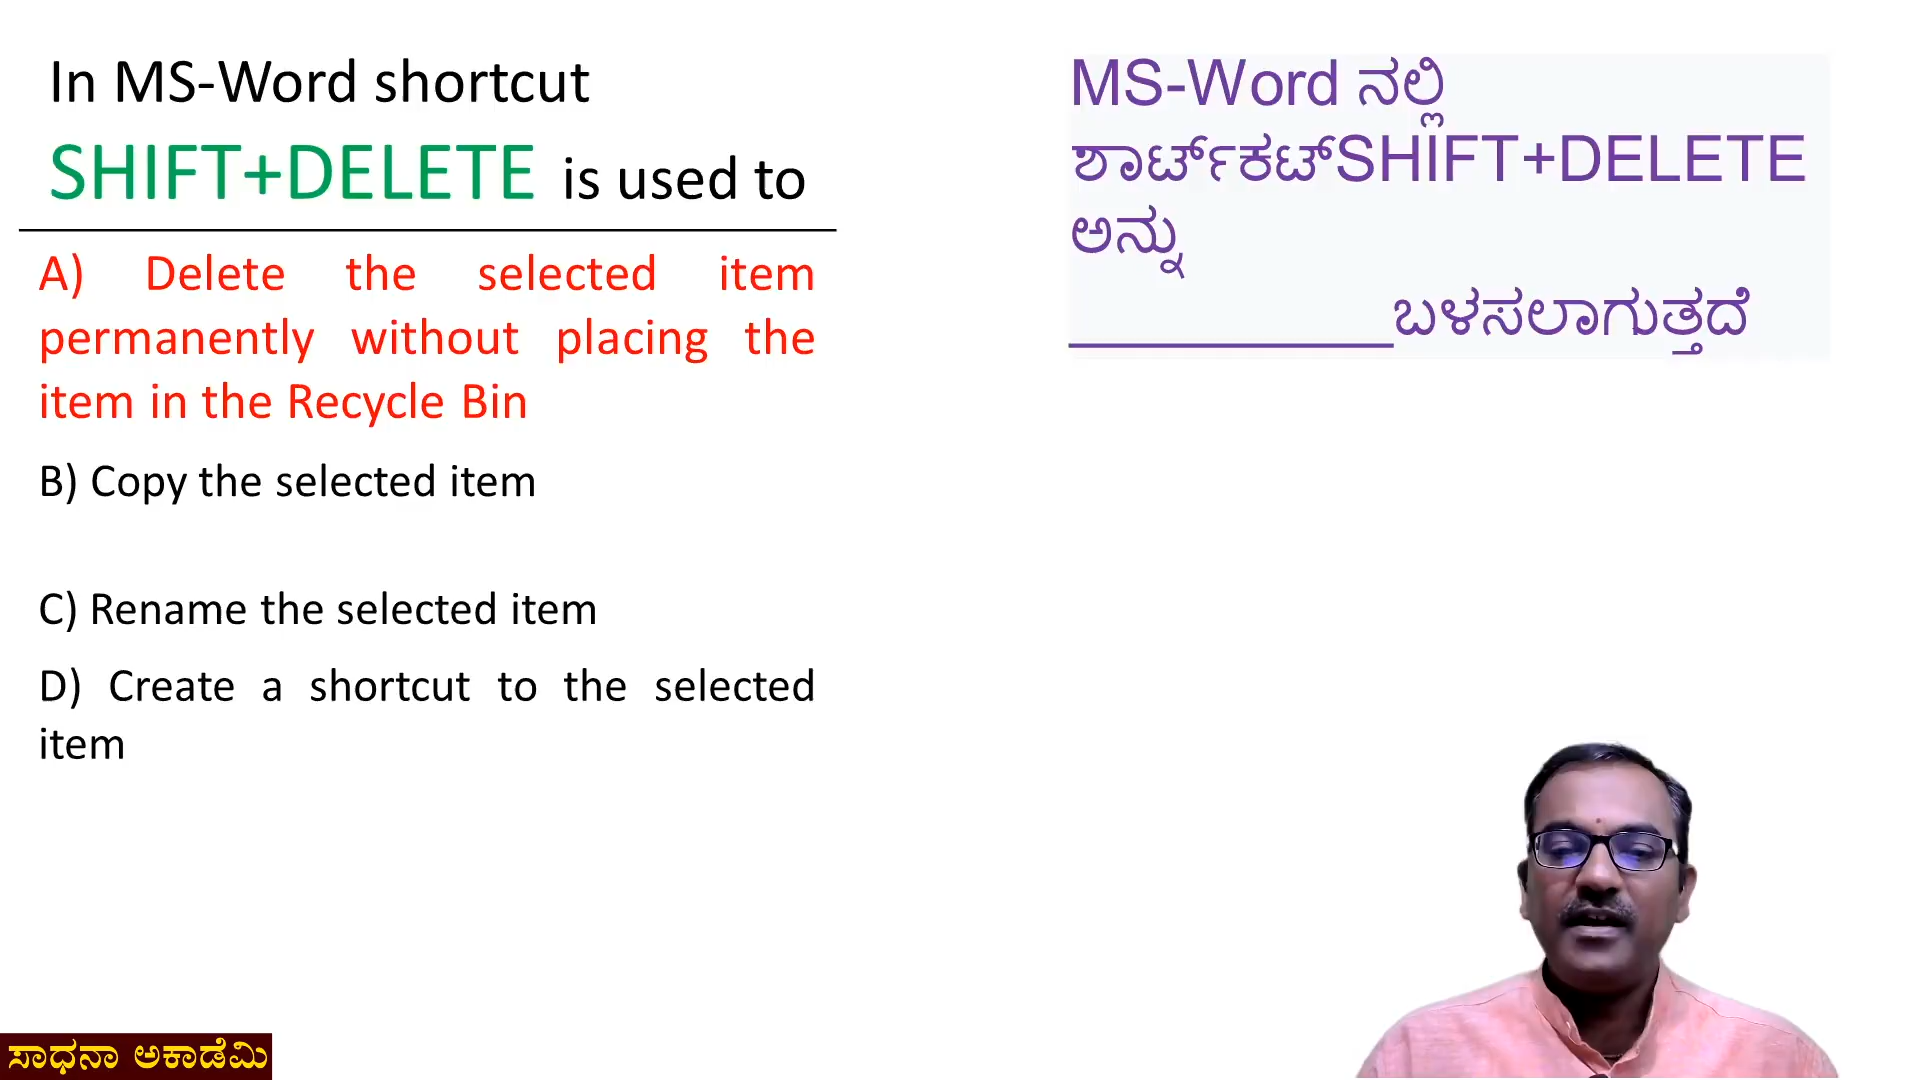 In MS-Word shortcut
SHIFT+DELETE is used to
A) Delete the selected item
permanently without placing the
item in the Recycle Bin
B) Copy the selected item
C) Rename the selected item
D) Create a shortcut to the selected
item
MS-Word ನಲ್ಲಿ
ಶಾರ್ಟ್ಕಟ್SHIFT+DELETE
ಅನ್ನು
__________ಬಳಸಲಾಗುತ್ತದೆ
ಸಾಧನಾ ಅಕಾಡೆಮಿ